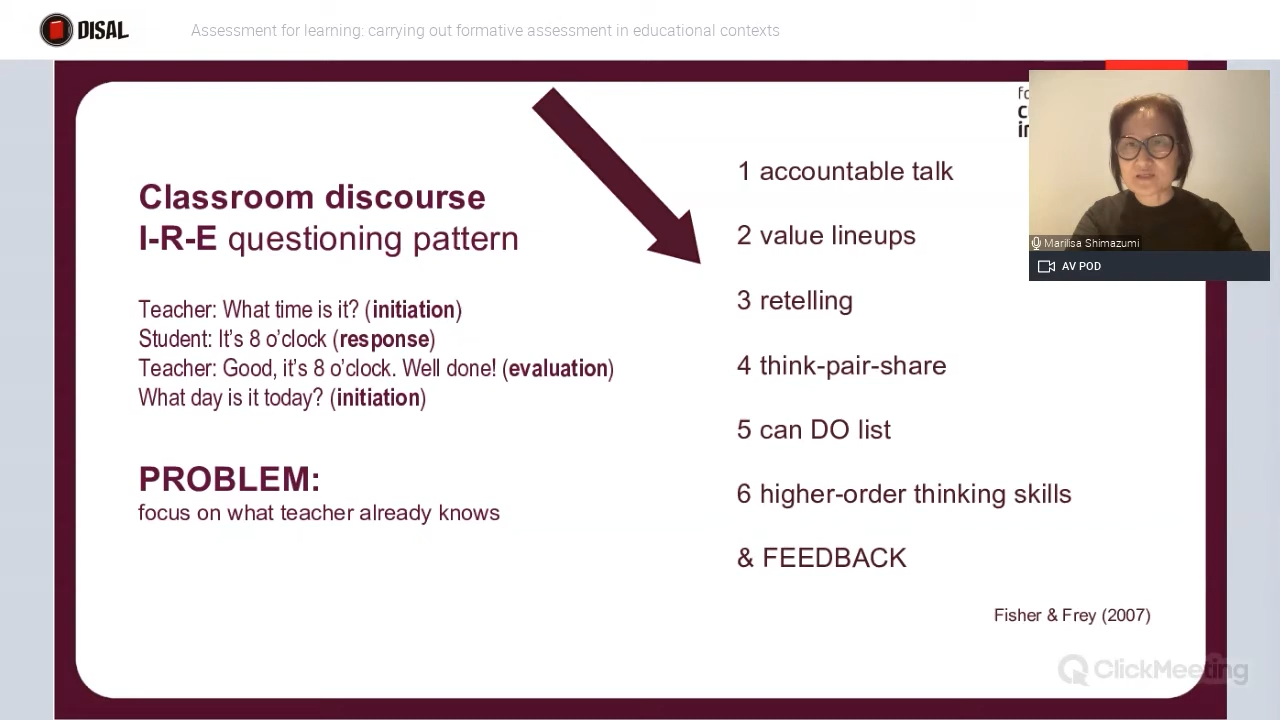 DISAL
Assessment for learning: carrying out formative assessment in educational contexts
Classroom discourse
I-R-E questioning pattern
Teacher: What time is it? (initiation)
Student: It's 8 o'clock (response)
Teacher: Good, it's 8 o'clock. Well done! (evaluation)
What day is it today? (initiation)
PROBLEM:
focus on what teacher already knows
1 accountable talk
2 value lineups
3 retelling
4 think-pair-share
5 can DO list
6 higher-order thinking skills
& FEEDBACK
Fisher & Frey (2007)
Marilisa Shimazumi
AV POD
ClickMeeting